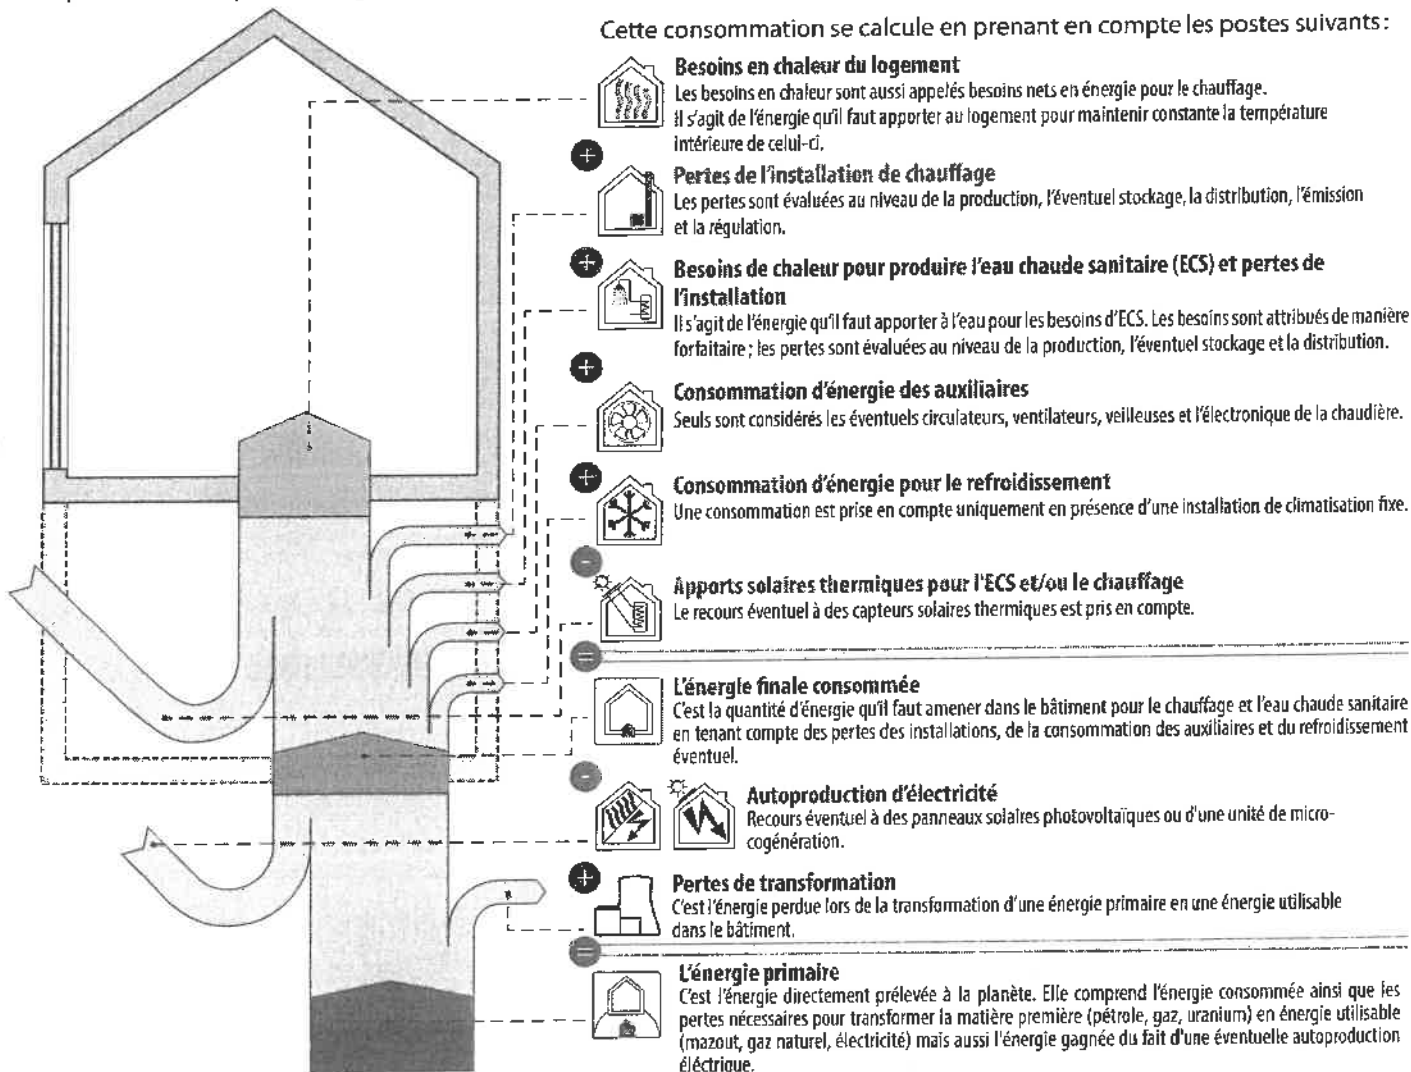 Cette consommation se calcule en prenant en compte les postes suivants:
Besoins en chaleur du logement
Les besoins en chaleur sont aussi appelés besoins nets en énergie pour le chauffage.
Il s'agit de l'énergie qu'il faut apporter au logement pour maintenir constante la température
intérieure de celui-ci.
+
Pertes de l'installation de chauffage
Les pertes sont évaluées au niveau de la production, l'éventuel stockage, la distribution, l'émission
et la régulation.
+
Besoins de chaleur pour produire l'eau chaude sanitaire (ECS) et pertes de
l'installation
Il s'agit de l'énergie qu'il faut apporter à l'eau pour les besoins d'ECS. Les besoins sont attribués de manière
forfaitaire ; les pertes sont évaluées au niveau de la production, l'éventuel stockage et la distribution.
+
Consommation d'énergie des auxiliaires
Seuls sont considérés les éventuels circulateurs, ventilateurs, veilleuses et l'électronique de la chaudière.
+
Consommation d'énergie pour le refroidissement
Une consommation est prise en compte uniquement en présence d'une installation de climatisation fixe.
-
Apports solaires thermiques pour l'ECS et/ou le chauffage
Le recours éventuel à des capteurs solaires thermiques est pris en compte.
=
L'énergie finale consommée
C'est la quantité d'énergie qu'il faut amener dans le bâtiment pour le chauffage et l'eau chaude sanitaire
en tenant compte des pertes des installations, de la consommation des auxiliaires et du refroidissement
éventuel.
-
Autoproduction d'électricité
Recours éventuel à des panneaux solaires photovoltaïques ou d'une unité de micro-
cogénération.
+
Pertes de transformation
C'est l'énergie perdue lors de la transformation d'une énergie primaire en une énergie utilisable
dans le bâtiment.
=
L'énergie primaire
C'est l'énergie directement prélevée à la planète. Elle comprend l'énergie consommée ainsi que les
pertes nécessaires pour transformer la matière première (pétrole, gaz, uranium) en énergie utilisable
(mazout, gaz naturel, électricité) mais aussi l'énergie gagnée du fait d'une éventuelle autoproduction
éléctrique.